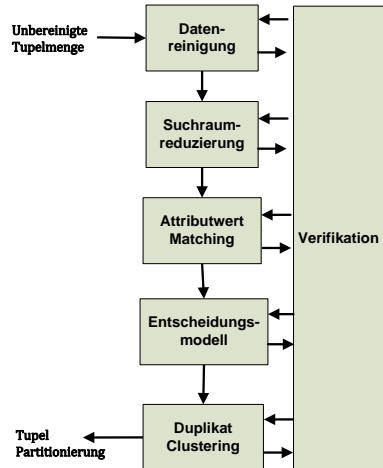 Unbereinigte
Tupelmenge
Daten-
reinigung
Suchraum-
reduzierung
Attributwert
Matching
Verifikation
Entscheidungs-
modell
Duplikat
Clustering
Tupel
Partitionierung